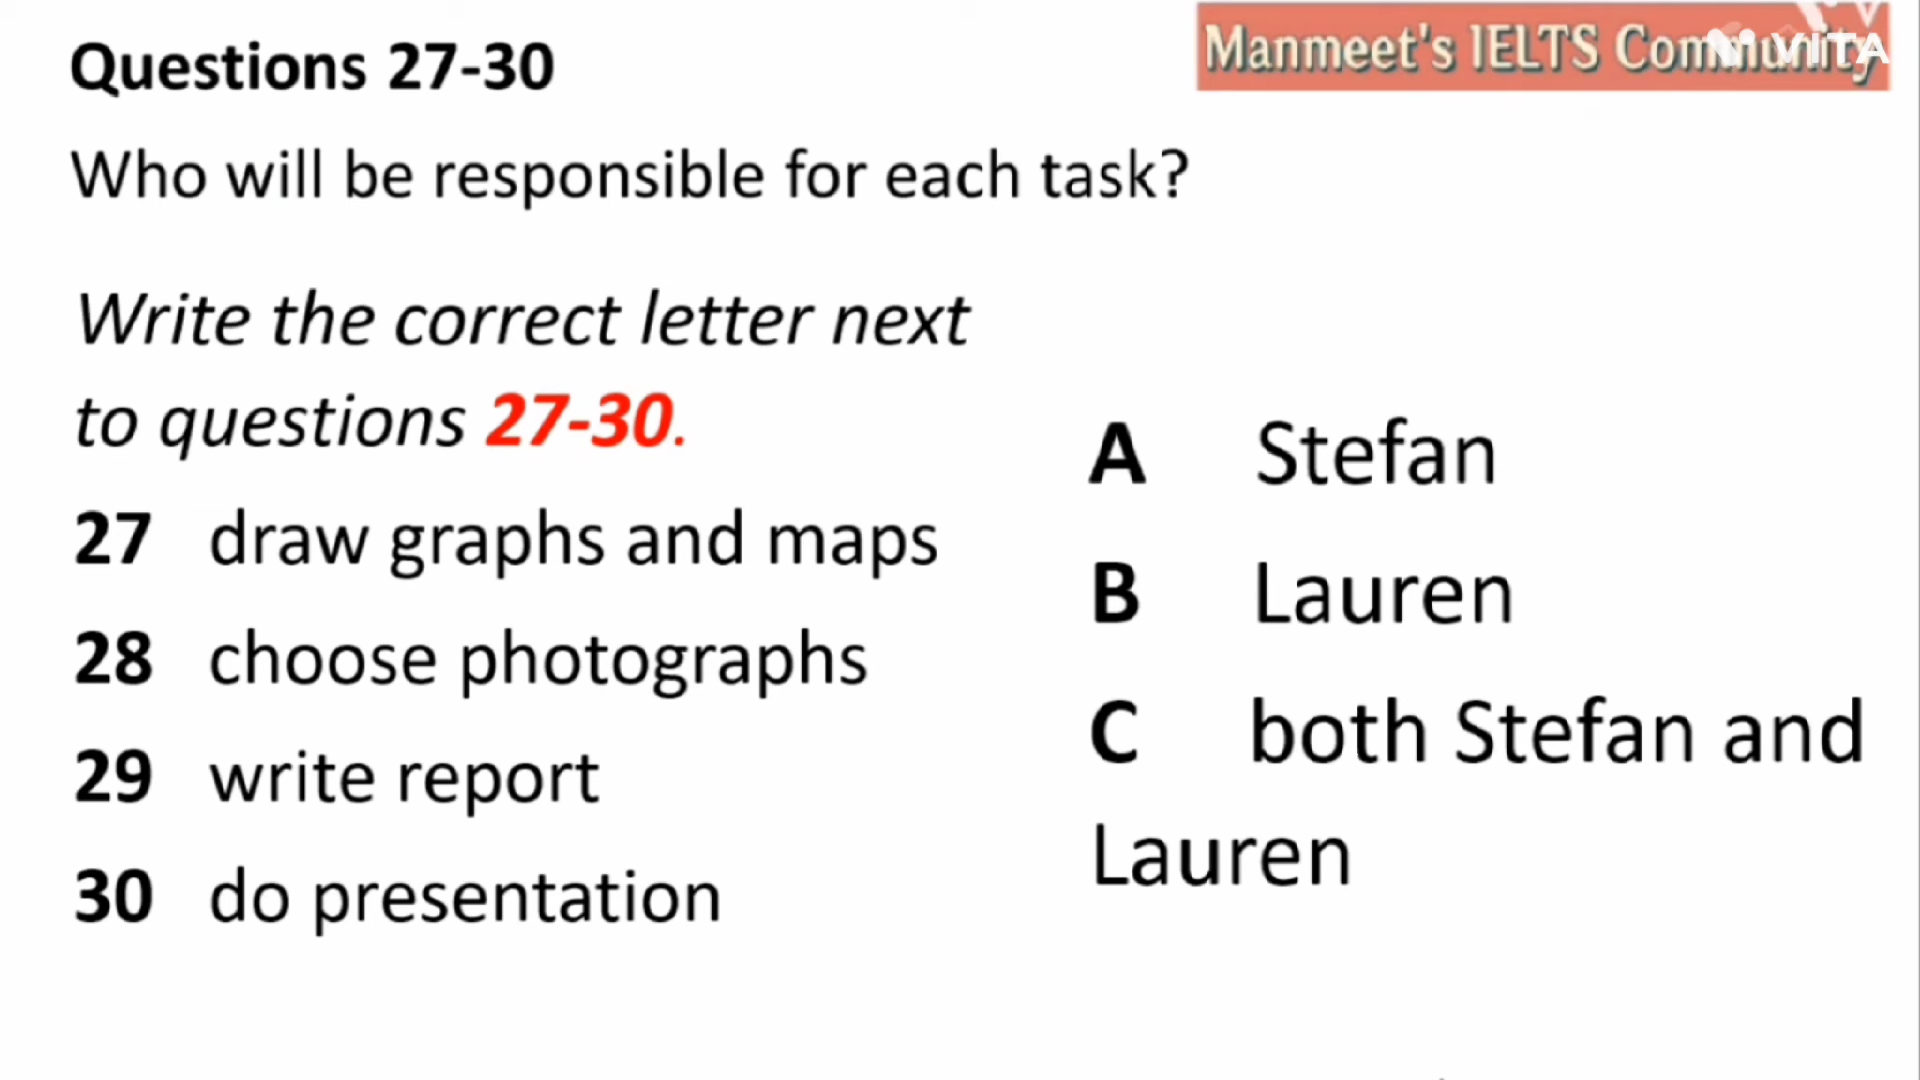 Questions 27-30
Manmeet's IELTS Community
VITA
Who will be responsible for each task?
Write the correct letter next
to questions 27-30.
27 draw graphs and maps
28 choose photographs
29 write report
30 do presentation
A Stefan
B Lauren
C both Stefan and
Lauren